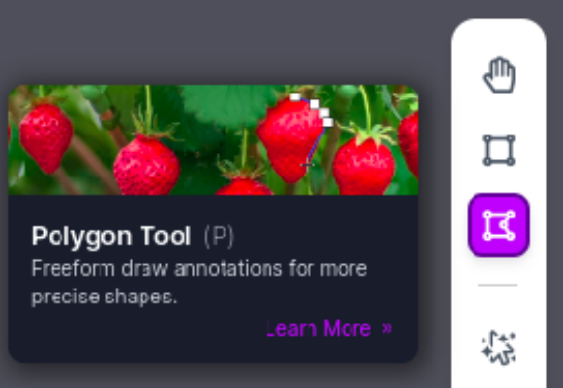 Polygon Tool (P)
Freeform draw annotations for more
precise shapes.
Learn More »